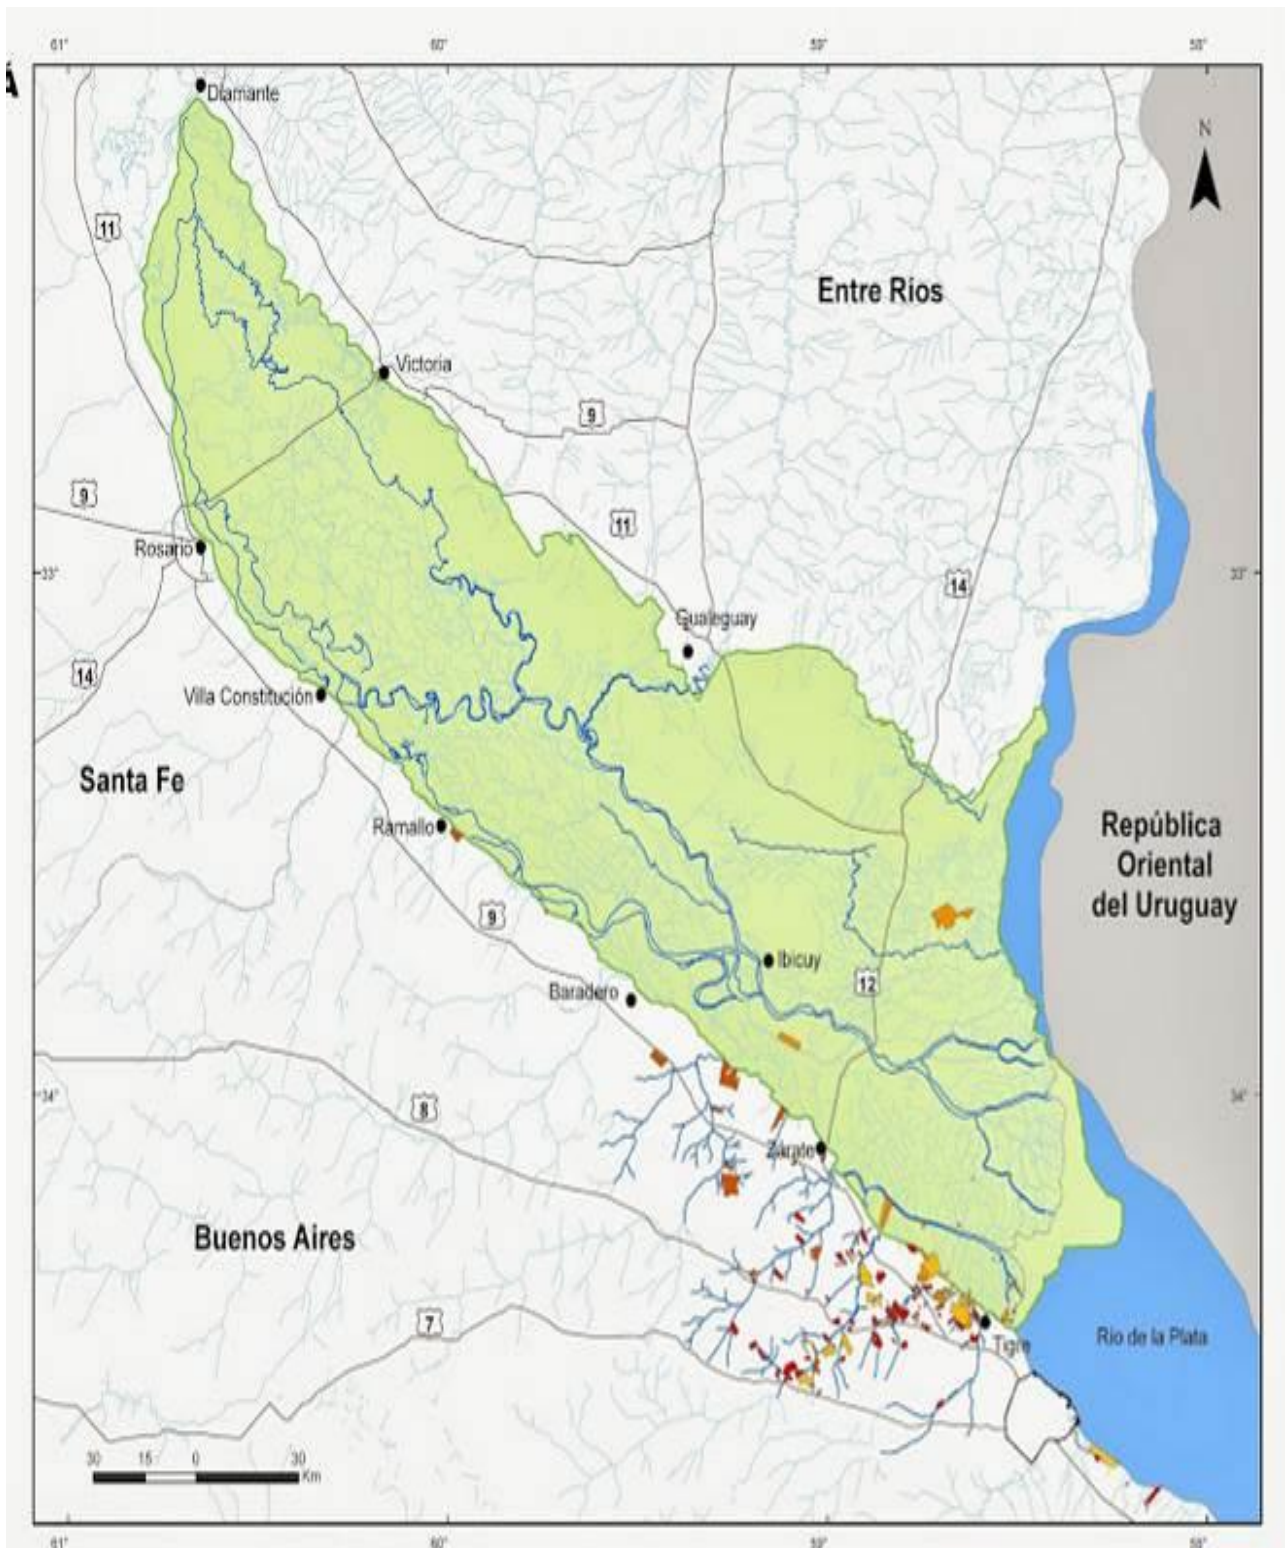 61°
60°
59°
58°
Á
Diamante
N
11
Entre Ríos
Victoria
9
9
11
Rosario
33°
33°
14
Gualeguay
14
Villa Constitución
Santa Fe
República
Oriental
del Uruguay
Ramallo
9
Ibicuy
12
Baradero
34°
34°
8
Zárate
Buenos Aires
7
Río de la Plata
Tigre
30 15 0 30
Km
61°
60°
59°
58°